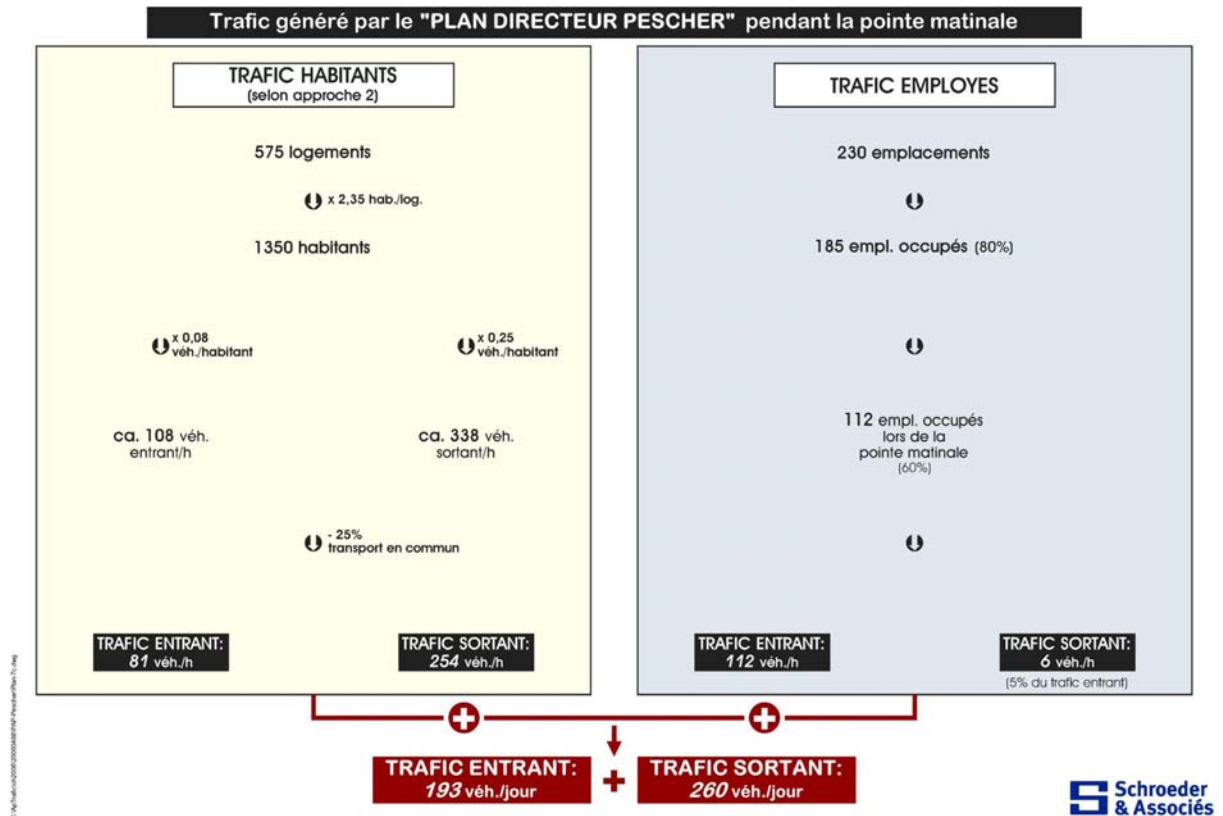 Trafic généré par le "PLAN DIRECTEUR PESCHER" pendant la pointe matinale
TRAFIC HABITANTS
(selon approche 2)
575 logements
x 2,35 hab./log.
1350 habitants
x 0,08
véh./habitant
x 0,25
véh./habitant
ca. 108 véh.
entrant/h
ca. 338 véh.
sortant/h
- 25%
transport en commun
TRAFIC ENTRANT:
81 véh./h
TRAFIC SORTANT:
254 véh./h
TRAFIC EMPLOYES
230 emplacements
185 empl. occupés (80%)
112 empl. occupés
lors de la
pointe matinale
(60%)
TRAFIC ENTRANT:
112 véh./h
TRAFIC SORTANT:
6 véh./h
(5% du trafic entrant)
TRAFIC ENTRANT:
193 véh./jour
+
TRAFIC SORTANT:
260 véh./jour
Schroeder
& Associés